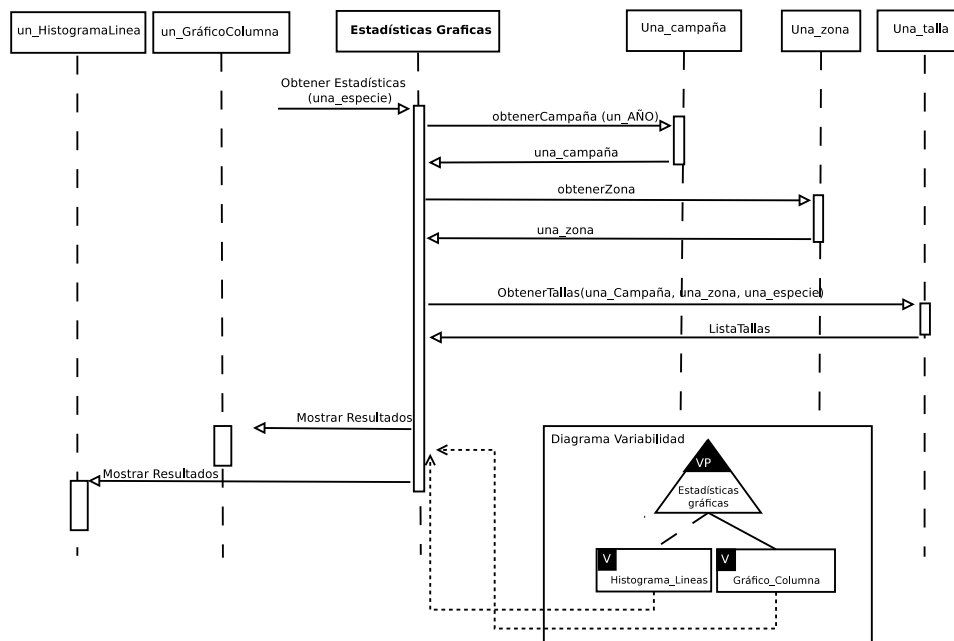 un_HistogramaLinea
un_GráficoColumna
Estadísticas Graficas
Una_campaña
Una_zona
Una_talla
Obtener Estadísticas
(una_especie)
obtenerCampaña (un_AÑO)
una_campaña
obtenerZona
una_zona
ObtenerTallas(una_Campaña, una_zona, una_especie)
ListaTallas
Mostrar Resultados
Mostrar Resultados
Diagrama Variabilidad
VP
Estadísticas
gráficas
V
Histograma_Lineas
V
Gráfico_Columna